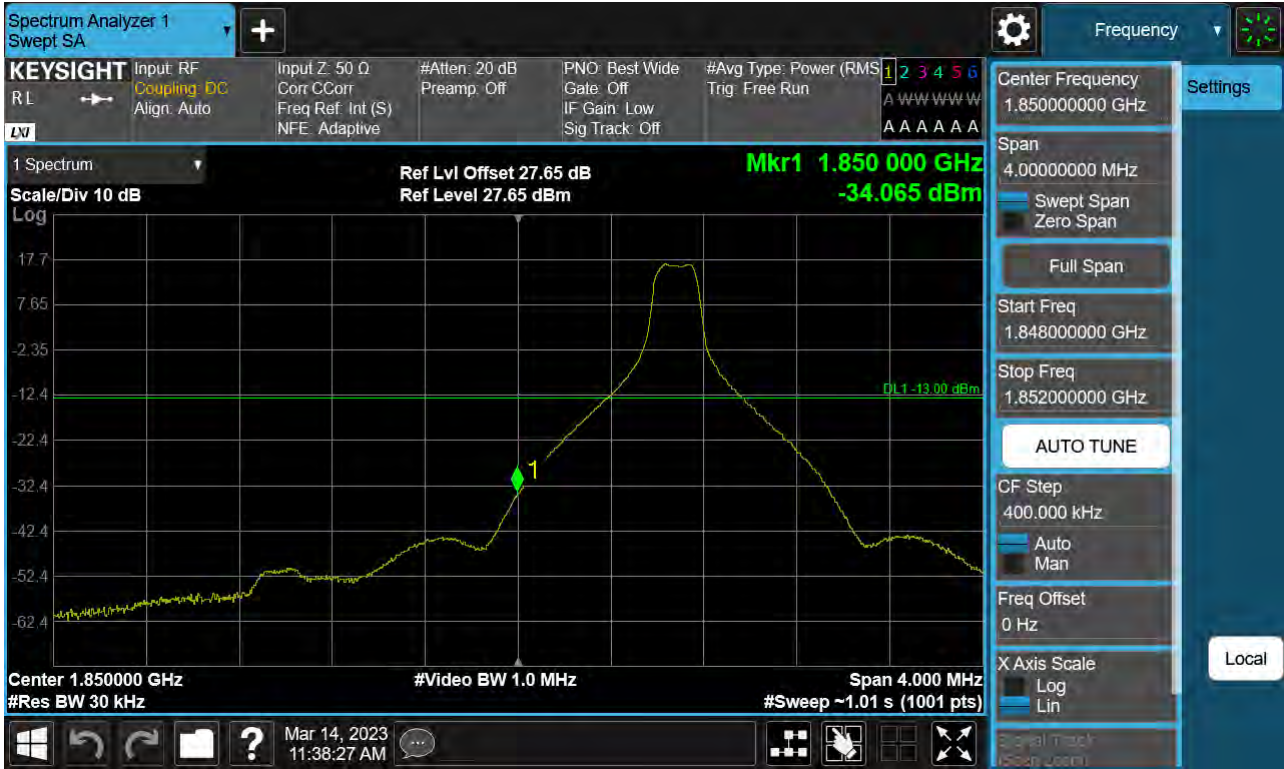 Spectrum Analyzer 1
Swept SA
+
Frequency
KEYSIGHT
RL
LXI
Input: RF
Coupling: DC
Align: Auto
Input Z: 50 Ω
Corr CCorr
Freq Ref: Int (S)
NFE: Adaptive
#Atten: 20 dB
Preamp: Off
PNO: Best Wide
Gate: Off
IF Gain: Low
Sig Track: Off
#Avg Type: Power (RMS
Trig: Free Run
1 2 3 4 5 6
A W W W W W
A A A A A A
1 Spectrum
Scale/Div 10 dB
Log
Ref Lvl Offset 27.65 dB
Ref Level 27.65 dBm
Mkr1 1.850 000 GHz
-34.065 dBm
17.7
7.65
-2.35
-12.4
-22.4
-32.4
-42.4
-52.4
-62.4
DL1 -13.00 dBm
1
Center 1.850000 GHz
#Res BW 30 kHz
#Video BW 1.0 MHz
Span 4.000 MHz
#Sweep ~1.01 s (1001 pts)
Center Frequency
1.850000000 GHz
Settings
Span
4.00000000 MHz
Swept Span
Zero Span
Full Span
Start Freq
1.848000000 GHz
Stop Freq
1.852000000 GHz
AUTO TUNE
CF Step
400.000 kHz
Auto
Man
Freq Offset
0 Hz
X Axis Scale
Log
Lin
Local
Signal Track
(Span Zoom)
?
Mar 14, 2023
11:38:27 AM